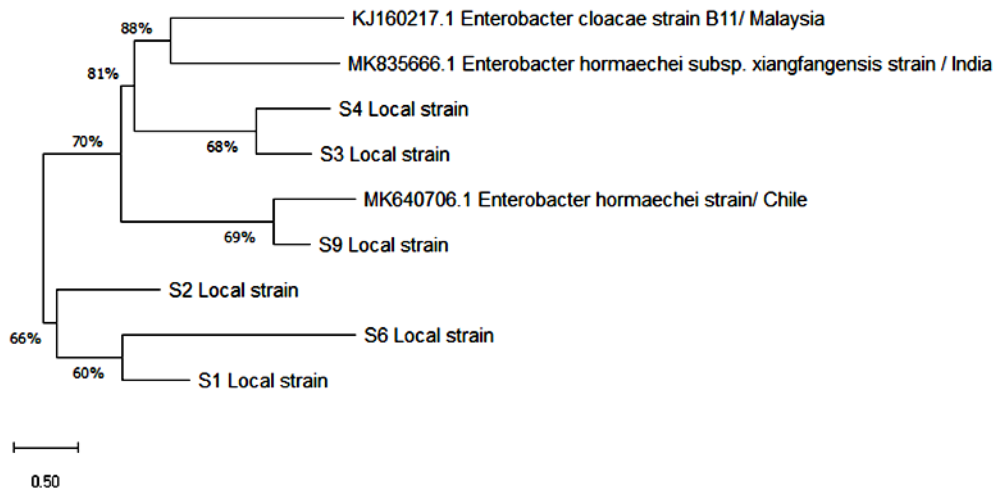 88%
KJ160217.1 Enterobacter cloacae strain B11/ Malaysia
MK835666.1 Enterobacter hormaechei subsp. xiangfangensis strain / India
81%
S4 Local strain
70%
68%
S3 Local strain
MK640706.1 Enterobacter hormaechei strain/ Chile
69%
S9 Local strain
S2 Local strain
66%
S6 Local strain
60%
S1 Local strain
0.50